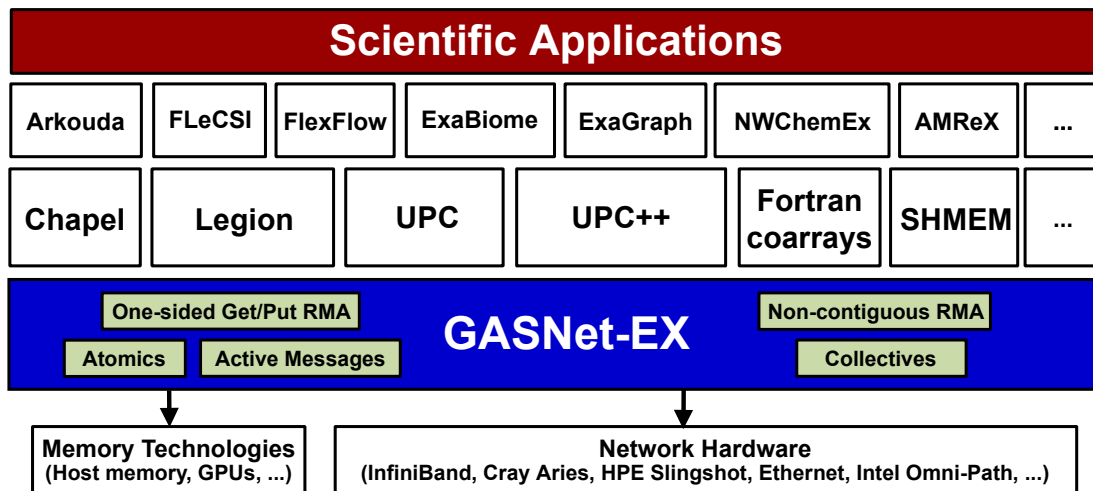 Scientific Applications
Arkouda
FLeCSI
FlexFlow
ExaBiome
ExaGraph
NWChemEx
AMReX
...
Chapel
Legion
UPC
UPC++
Fortran
coarrays
SHMEM
...
One-sided Get/Put RMA
Atomics
Active Messages
GASNet-EX
Non-contiguous RMA
Collectives
Memory Technologies
(Host memory, GPUs, ...)
Network Hardware
(InfiniBand, Cray Aries, HPE Slingshot, Ethernet, Intel Omni-Path, ...)